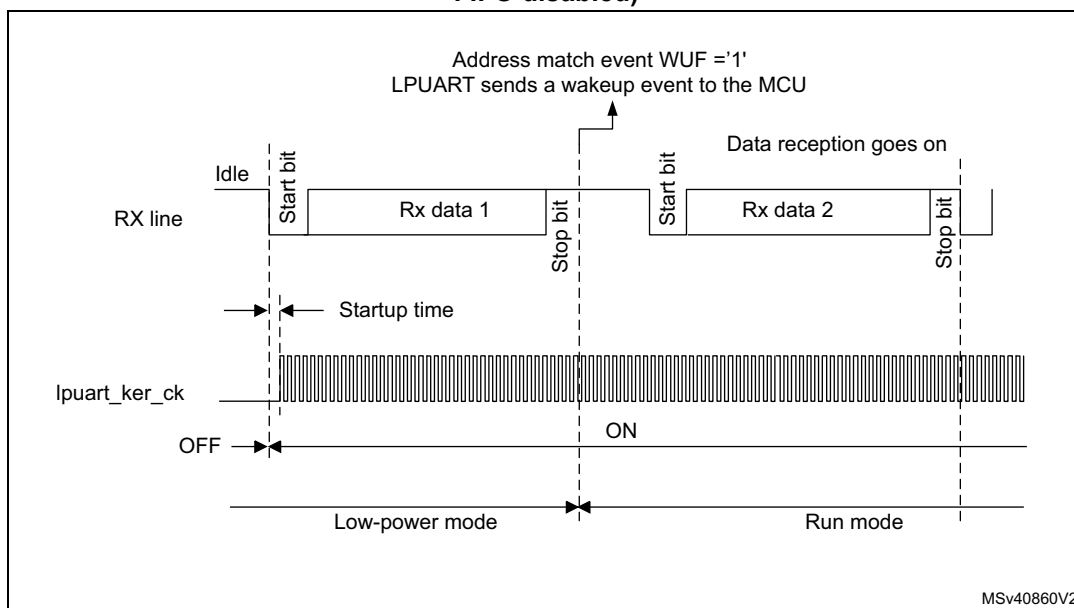 Address match event WUF ='1'
LPUART sends a wakeup event to the MCU
Data reception goes on
Idle
Start bit
Start bit
RX line
Rx data 1
Stop bit
Rx data 2
Stop bit
Startup time
lpuart_ker_ck
ON
OFF
Low-power mode
Run mode
MSv40860V2